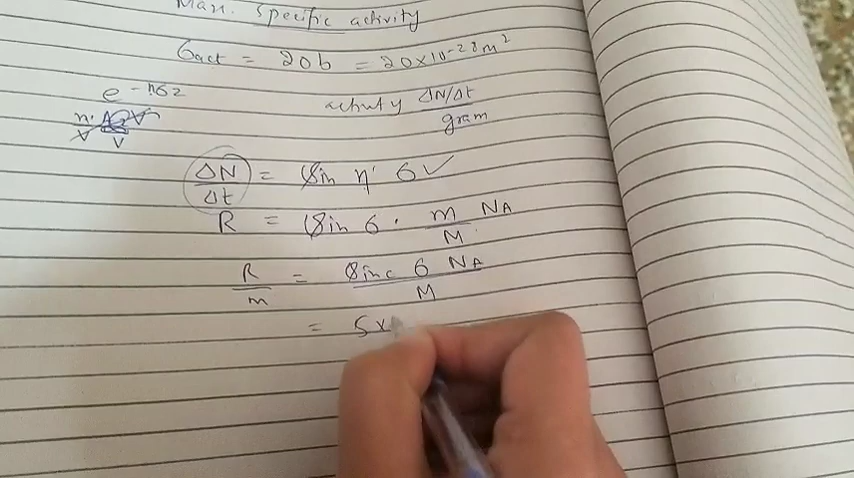 Max. specific activity
σact = 20b = 20×10⁻²⁸m²
e⁻ⁿσz
activity ΔN/Δt
gram
ΔN/Δt = ϕin η' σ V
R = ϕin σ · m NA / M
R/m = ϕinc σ NA / M
= 5×